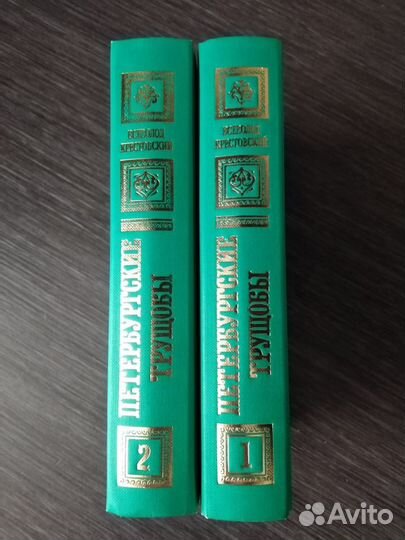 ВСЕВОЛОД
КРЕСТОВСКИЙ
ПЕТЕРБУРГСКИЕ
ТРУЩОБЫ
2
ВСЕВОЛОД
КРЕСТОВСКИЙ
ПЕТЕРБУРГСКИЕ
ТРУЩОБЫ
1
Avito